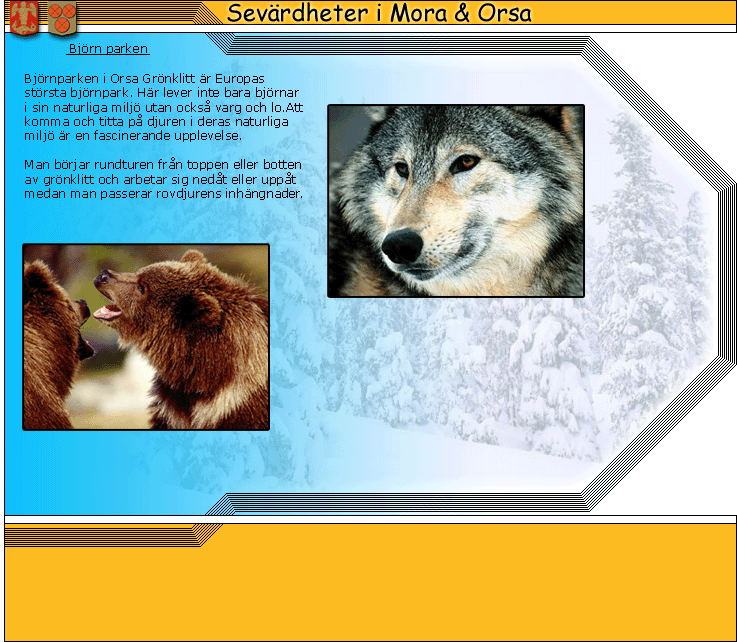 Sevärdheter i Mora & Orsa
Björn parken
Björnparken i Orsa Grönklitt är Europas
största björnpark. Här lever inte bara björnar
i sin naturliga miljö utan också varg och lo.Att
komma och titta på djuren i deras naturliga
miljö är en fascinerande upplevelse.
Man börjar rundturen från toppen eller botten
av grönklitt och arbetar sig nedåt eller uppåt
medan man passerar rovdjurens inhängnader.